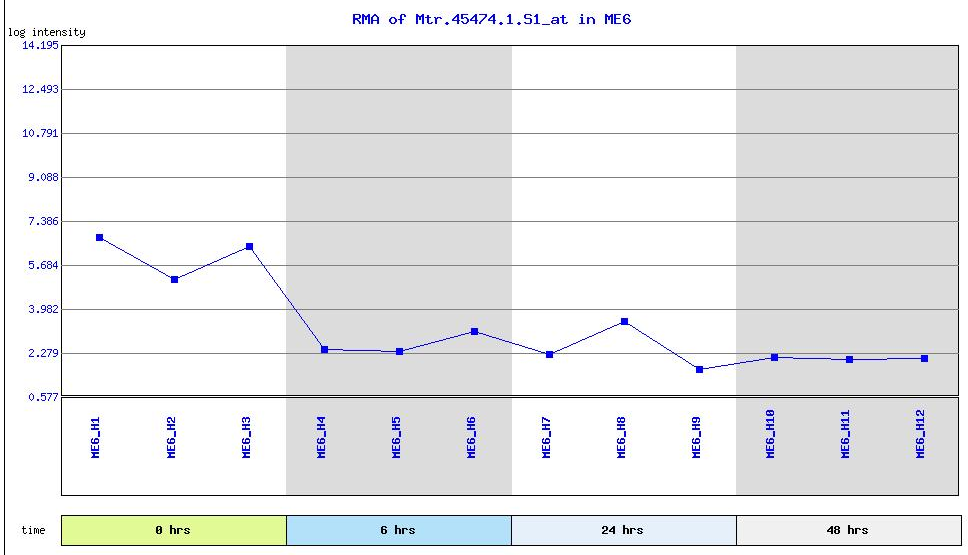 RMA of Mtr.45474.1.S1_at in ME6
log intensity
14.195
12.493
10.791
9.088
7.386
5.684
3.982
2.279
0.577
ME6_H1
ME6_H2
ME6_H3
ME6_H4
ME6_H5
ME6_H6
ME6_H7
ME6_H8
ME6_H9
ME6_H10
ME6_H11
ME6_H12
time 0 hrs 6 hrs 24 hrs 48 hrs